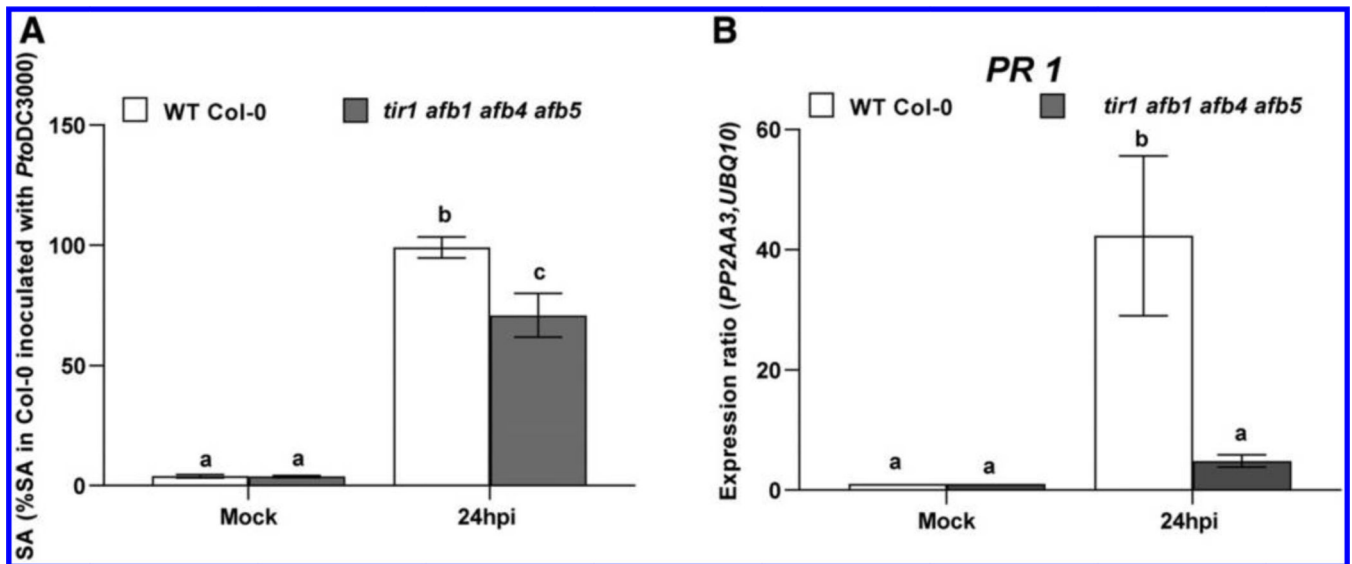 A
SA (%SA in Col-0 inoculated with PtoDC3000)
WT Col-0
tir1 afb1 afb4 afb5
150
100
50
0
a
a
b
c
Mock
24hpi
B
PR 1
Expression ratio (PP2AA3,UBQ10)
WT Col-0
tir1 afb1 afb4 afb5
60
40
20
0
a
a
b
a
Mock
24hpi